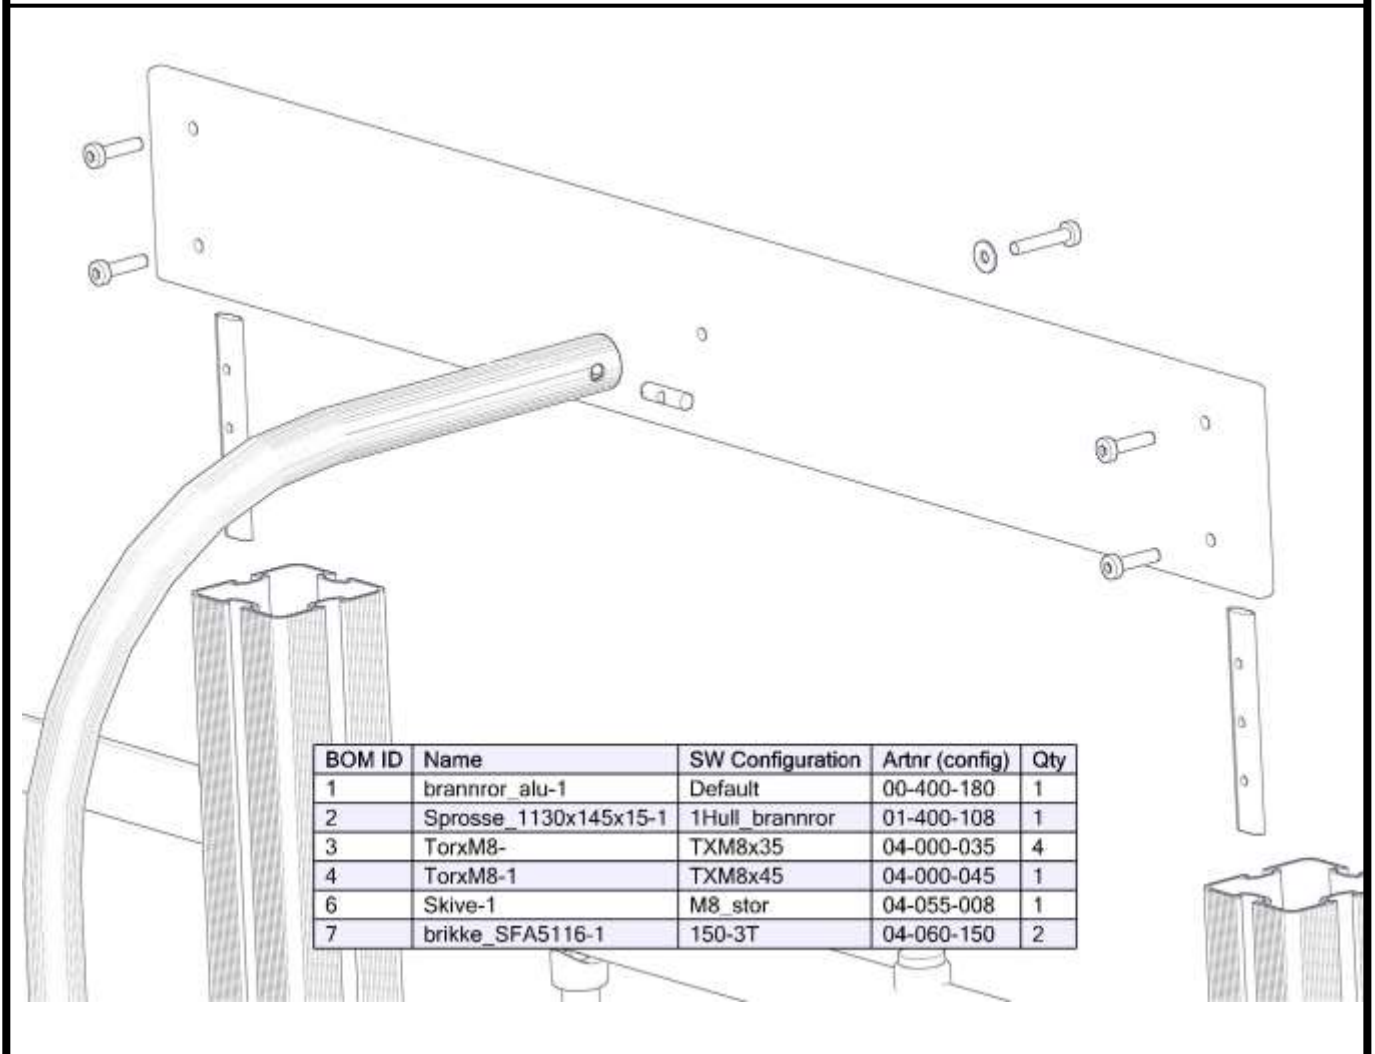 BOM ID Name SW Configuration Artnr (config) Qty
1 brannror_alu-1 Default 00-400-180 1
2 Sprosse_1130x145x15-1 1Hull_brannror 01-400-108 1
3 TorxM8- TXM8x35 04-000-035 4
4 TorxM8-1 TXM8x45 04-000-045 1
6 Skive-1 M8_stor 04-055-008 1
7 brikke_SFA5116-1 150-3T 04-060-150 2